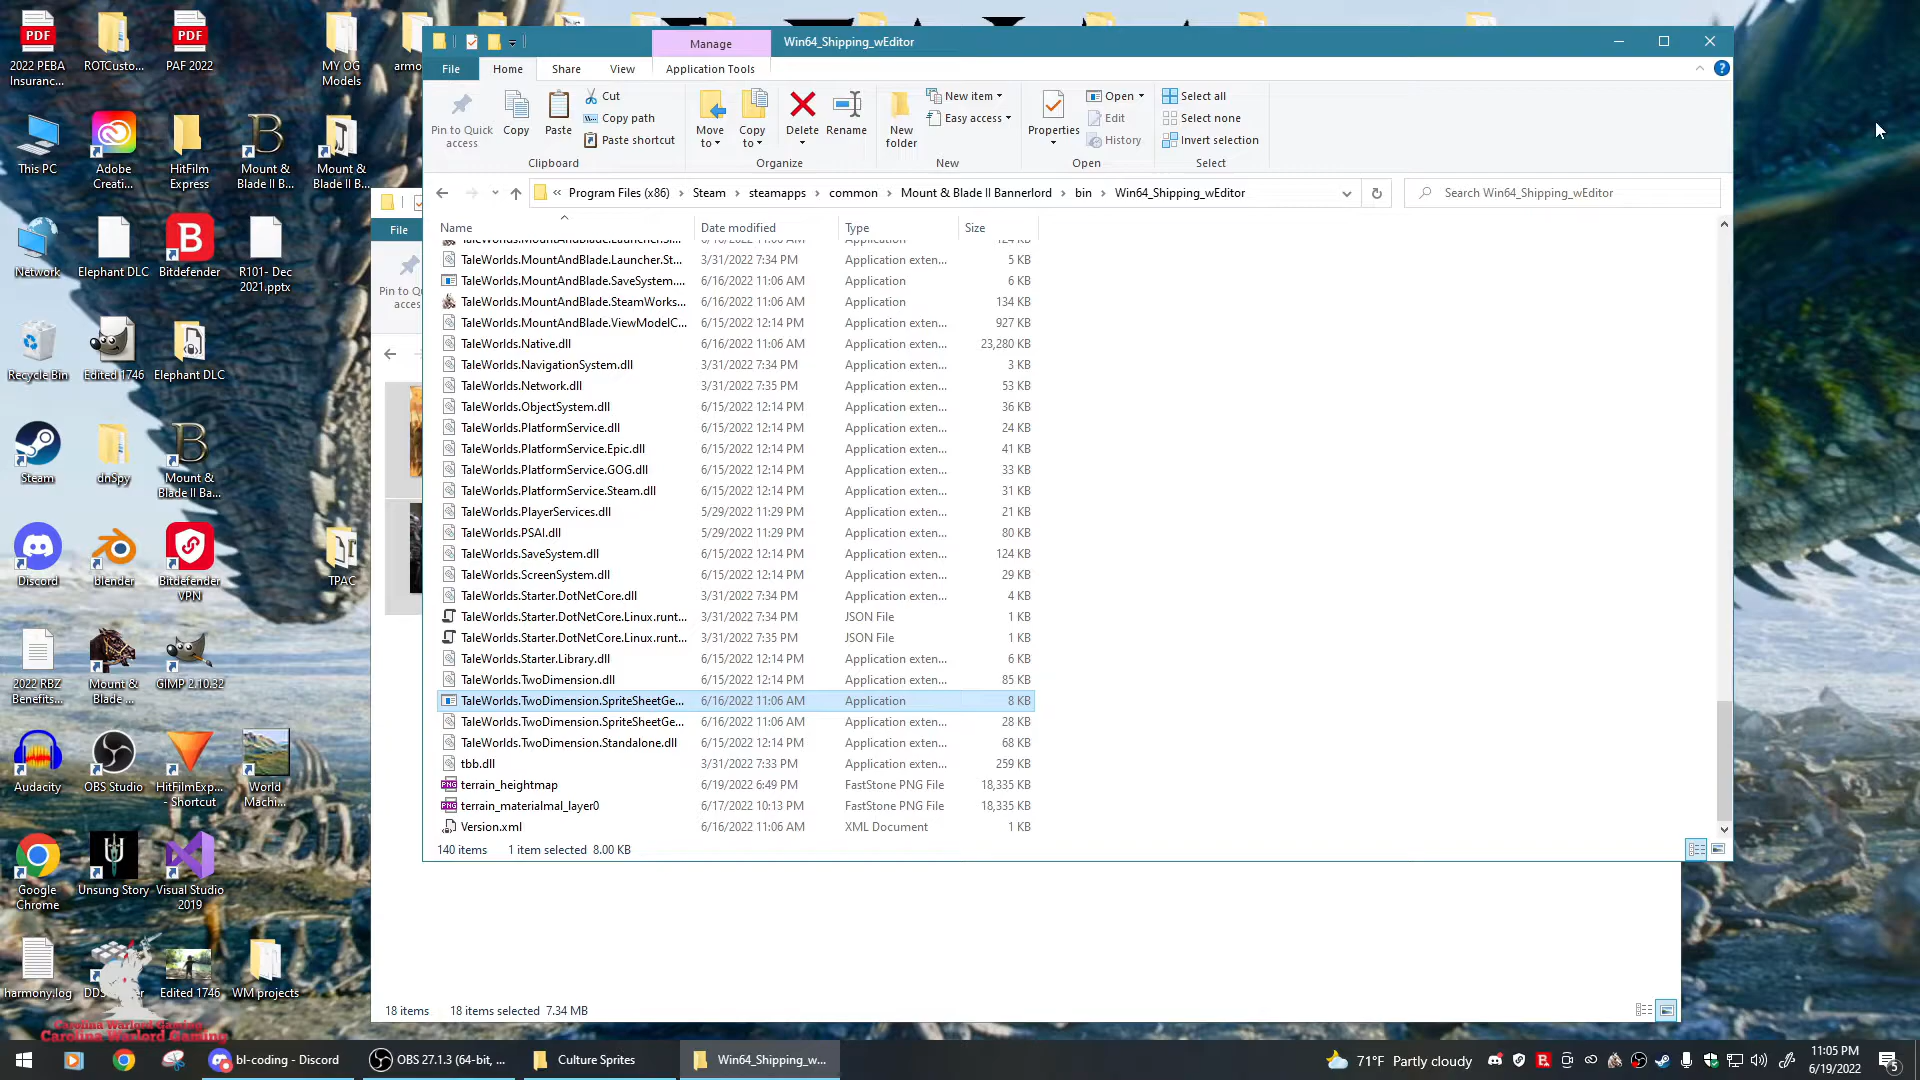 2022 PEBA
Insuranc...
ROTCusto...
PAF 2022
MY OG
Models
armo
This PC
Adobe
Creati...
HitFilm
Express
Mount &
Blade II B...
Mount &
Blade II B...
Network
Elephant DLC
Bitdefender
R101- Dec
2021.pptx
Recycle Bin
Edited 1746
Elephant DLC
Steam
dnSpy
Mount &
Blade II Ba...
Discord
blender
Bitdefender
VPN
TPAC
2022 RBZ
Benefits...
Mount &
Blade ...
GIMP 2.10.32
Audacity
OBS Studio
HitFilmExp...
- Shortcut
World
Machi...
Google
Chrome
Unsung Story
Visual Studio
2019
harmony.log
Edited 1746
WM projects
Carolina Warlord Gaming
Carolina Warlord Gaming
Manage
Win64_Shipping_wEditor
File
Home
Share
View
Application Tools
Pin to Quick
access
Copy
Paste
Cut
Copy path
Paste shortcut
Clipboard
Move
to
Copy
to
Delete
Rename
Organize
New
folder
New item
Easy access
New
Properties
Open
Edit
History
Open
Select all
Select none
Invert selection
Select
« Program Files (x86) › Steam › steamapps › common › Mount & Blade II Bannerlord › bin › Win64_Shipping_wEditor
Search Win64_Shipping_wEditor
Name Date modified Type Size
TaleWorlds.MountAndBlade.Launcher.St... 3/31/2022 7:34 PM Application exten... 5 KB
TaleWorlds.MountAndBlade.SaveSystem.... 6/16/2022 11:06 AM Application 6 KB
TaleWorlds.MountAndBlade.SteamWorks... 6/16/2022 11:06 AM Application 134 KB
TaleWorlds.MountAndBlade.ViewModelC... 6/15/2022 12:14 PM Application exten... 927 KB
TaleWorlds.Native.dll 6/16/2022 11:06 AM Application exten... 23,280 KB
TaleWorlds.NavigationSystem.dll 3/31/2022 7:34 PM Application exten... 3 KB
TaleWorlds.Network.dll 3/31/2022 7:35 PM Application exten... 53 KB
TaleWorlds.ObjectSystem.dll 6/15/2022 12:14 PM Application exten... 36 KB
TaleWorlds.PlatformService.dll 6/15/2022 12:14 PM Application exten... 24 KB
TaleWorlds.PlatformService.Epic.dll 6/15/2022 12:14 PM Application exten... 41 KB
TaleWorlds.PlatformService.GOG.dll 6/15/2022 12:14 PM Application exten... 33 KB
TaleWorlds.PlatformService.Steam.dll 6/15/2022 12:14 PM Application exten... 31 KB
TaleWorlds.PlayerServices.dll 5/29/2022 11:29 PM Application exten... 21 KB
TaleWorlds.PSAI.dll 5/29/2022 11:29 PM Application exten... 80 KB
TaleWorlds.SaveSystem.dll 6/15/2022 12:14 PM Application exten... 124 KB
TaleWorlds.ScreenSystem.dll 6/15/2022 12:14 PM Application exten... 29 KB
TaleWorlds.Starter.DotNetCore.dll 3/31/2022 7:34 PM Application exten... 4 KB
TaleWorlds.Starter.DotNetCore.Linux.runt... 3/31/2022 7:34 PM JSON File 1 KB
TaleWorlds.Starter.DotNetCore.Linux.runt... 3/31/2022 7:35 PM JSON File 1 KB
TaleWorlds.Starter.Library.dll 6/15/2022 12:14 PM Application exten... 6 KB
TaleWorlds.TwoDimension.dll 6/15/2022 12:14 PM Application exten... 85 KB
TaleWorlds.TwoDimension.SpriteSheetGe... 6/16/2022 11:06 AM Application 8 KB
TaleWorlds.TwoDimension.SpriteSheetGe... 6/16/2022 11:06 AM Application exten... 28 KB
TaleWorlds.TwoDimension.Standalone.dll 6/15/2022 12:14 PM Application exten... 68 KB
tbb.dll 3/31/2022 7:33 PM Application exten... 259 KB
terrain_heightmap 6/19/2022 6:49 PM FastStone PNG File 18,335 KB
terrain_materialmal_layer0 6/17/2022 10:13 PM FastStone PNG File 18,335 KB
Version.xml 6/16/2022 11:06 AM XML Document 1 KB
140 items 1 item selected 8.00 KB
File
Pin to Qu
acces
18 items 18 items selected 7.34 MB
bl-coding - Discord
OBS 27.1.3 (64-bit, ...
Culture Sprites
Win64_Shipping_w...
71°F Partly cloudy
11:05 PM
6/19/2022
5